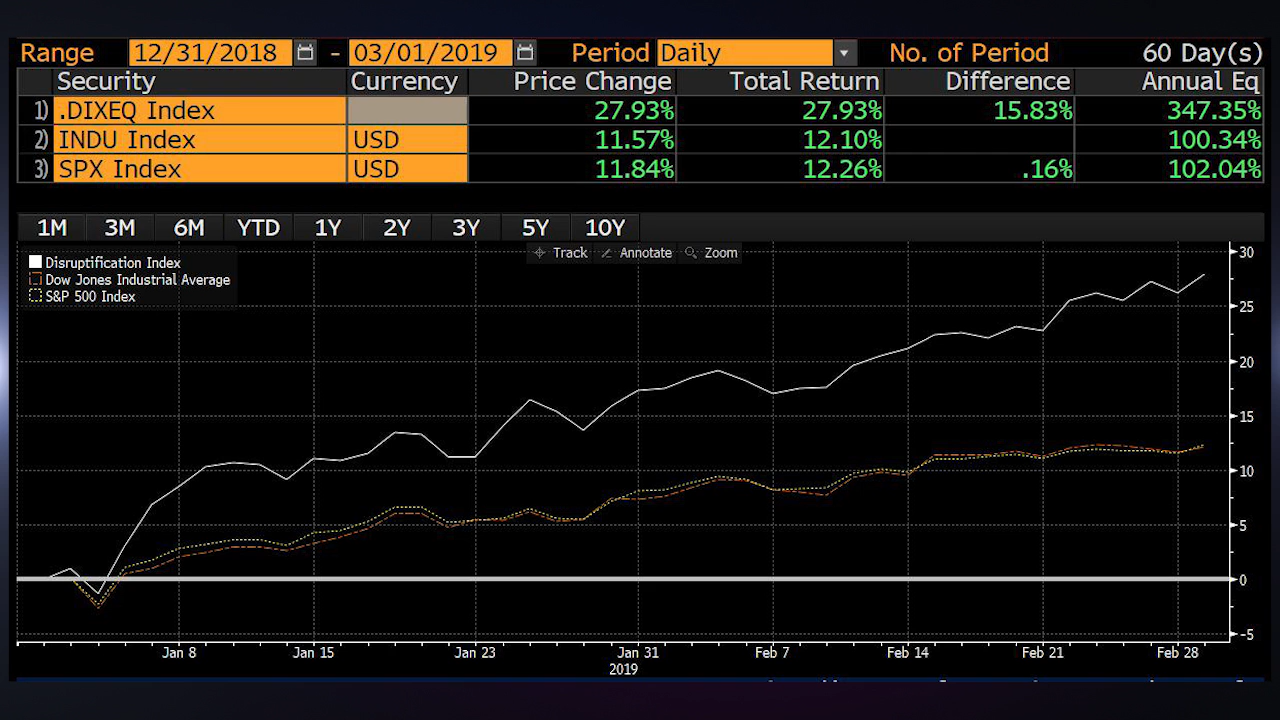 Range 12/31/2018 - 03/01/2019 Period Daily No. of Period 60 Day(s)
Security Currency Price Change Total Return Difference Annual Eq
1) .DIXEQ Index 27.93% 27.93% 15.83% 347.35%
2) INDU Index USD 11.57% 12.10% 100.34%
3) SPX Index USD 11.84% 12.26% .16% 102.04%
1M 3M 6M YTD 1Y 2Y 3Y 5Y 10Y
Track Annotate Zoom
Disruptification Index
Dow Jones Industrial Average
S&P 500 Index
30
25
20
15
10
5
0
-5
Jan 8 Jan 15 Jan 23 Jan 31 Feb 7 Feb 14 Feb 21 Feb 28
2019